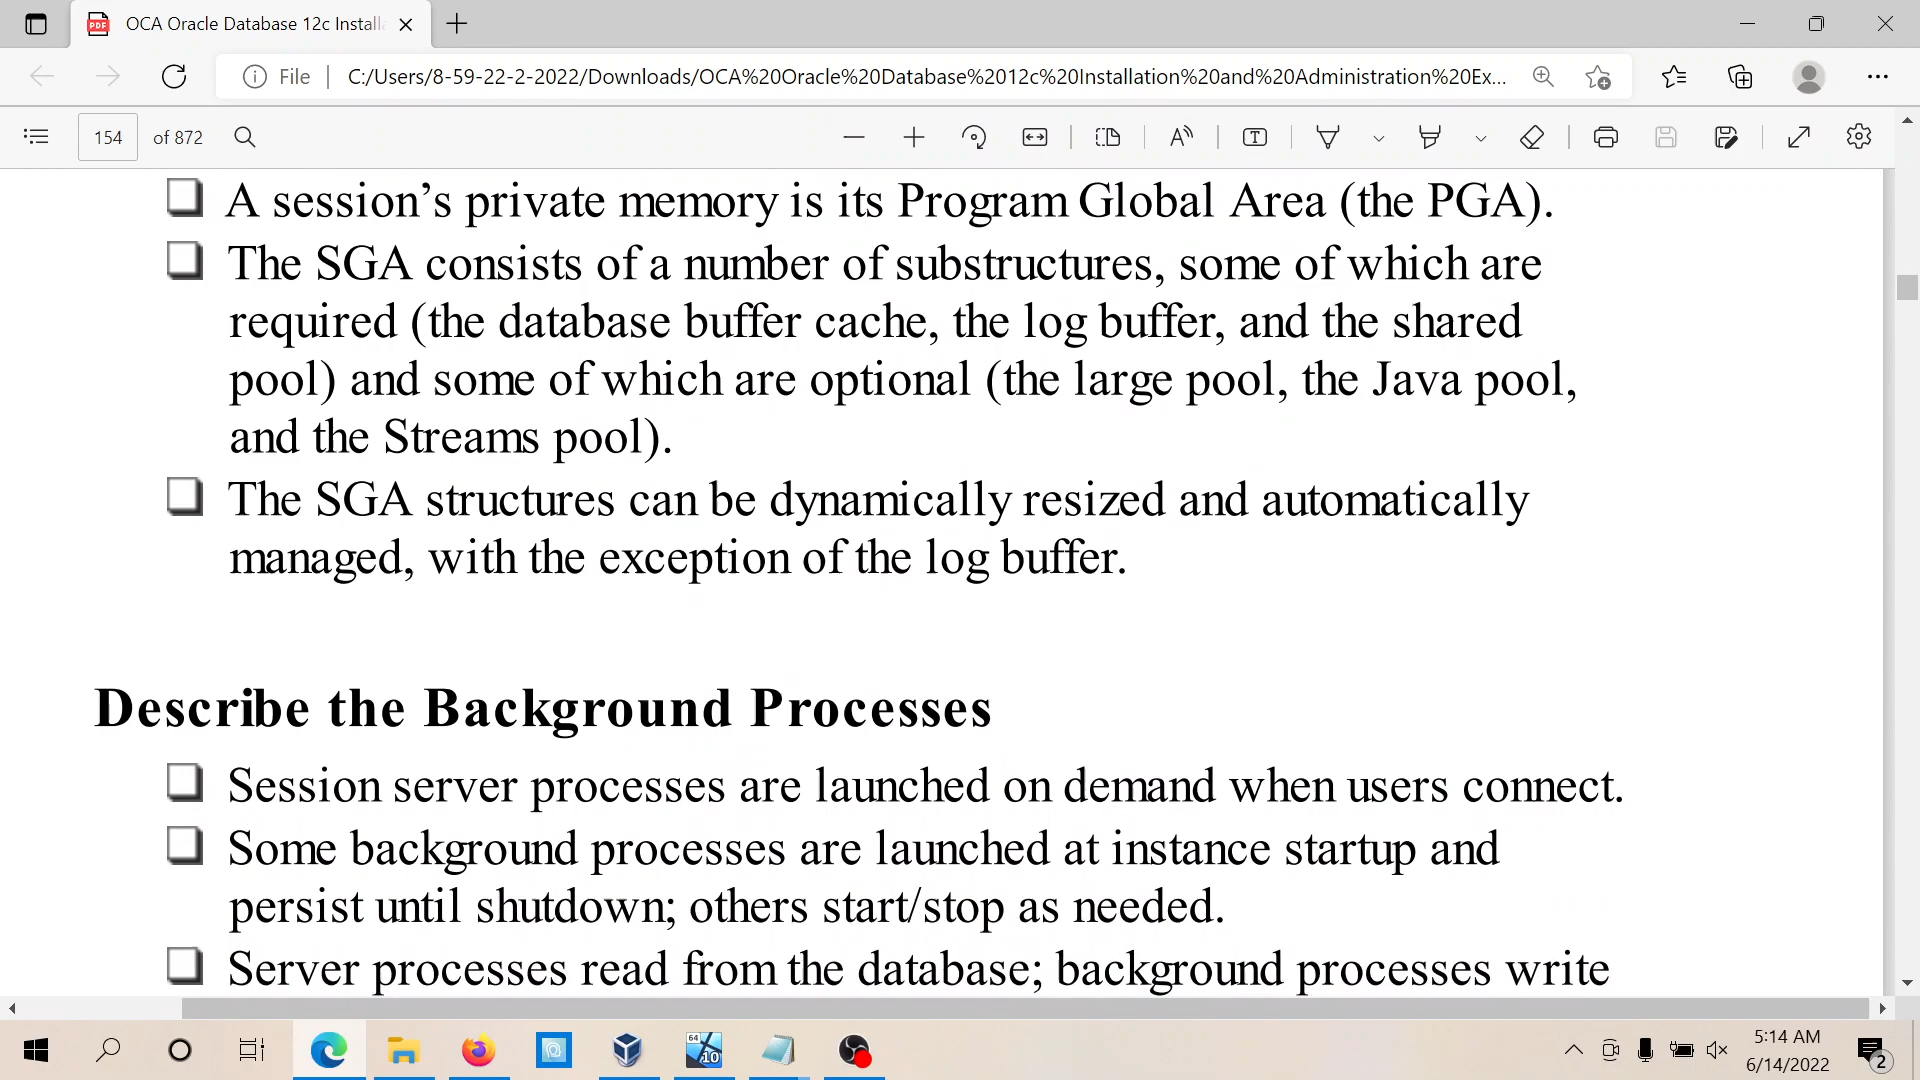 OCA Oracle Database 12c Install
File
C:/Users/8-59-22-2-2022/Downloads/OCA%20Oracle%20Database%2012c%20Installation%20and%20Administration%20Ex...
154 of 872
A session’s private memory is its Program Global Area (the PGA).
The SGA consists of a number of substructures, some of which are
required (the database buffer cache, the log buffer, and the shared
pool) and some of which are optional (the large pool, the Java pool,
and the Streams pool).
The SGA structures can be dynamically resized and automatically
managed, with the exception of the log buffer.
Describe the Background Processes
Session server processes are launched on demand when users connect.
Some background processes are launched at instance startup and
persist until shutdown; others start/stop as needed.
Server processes read from the database; background processes write
64
10
5:14 AM
6/14/2022
2